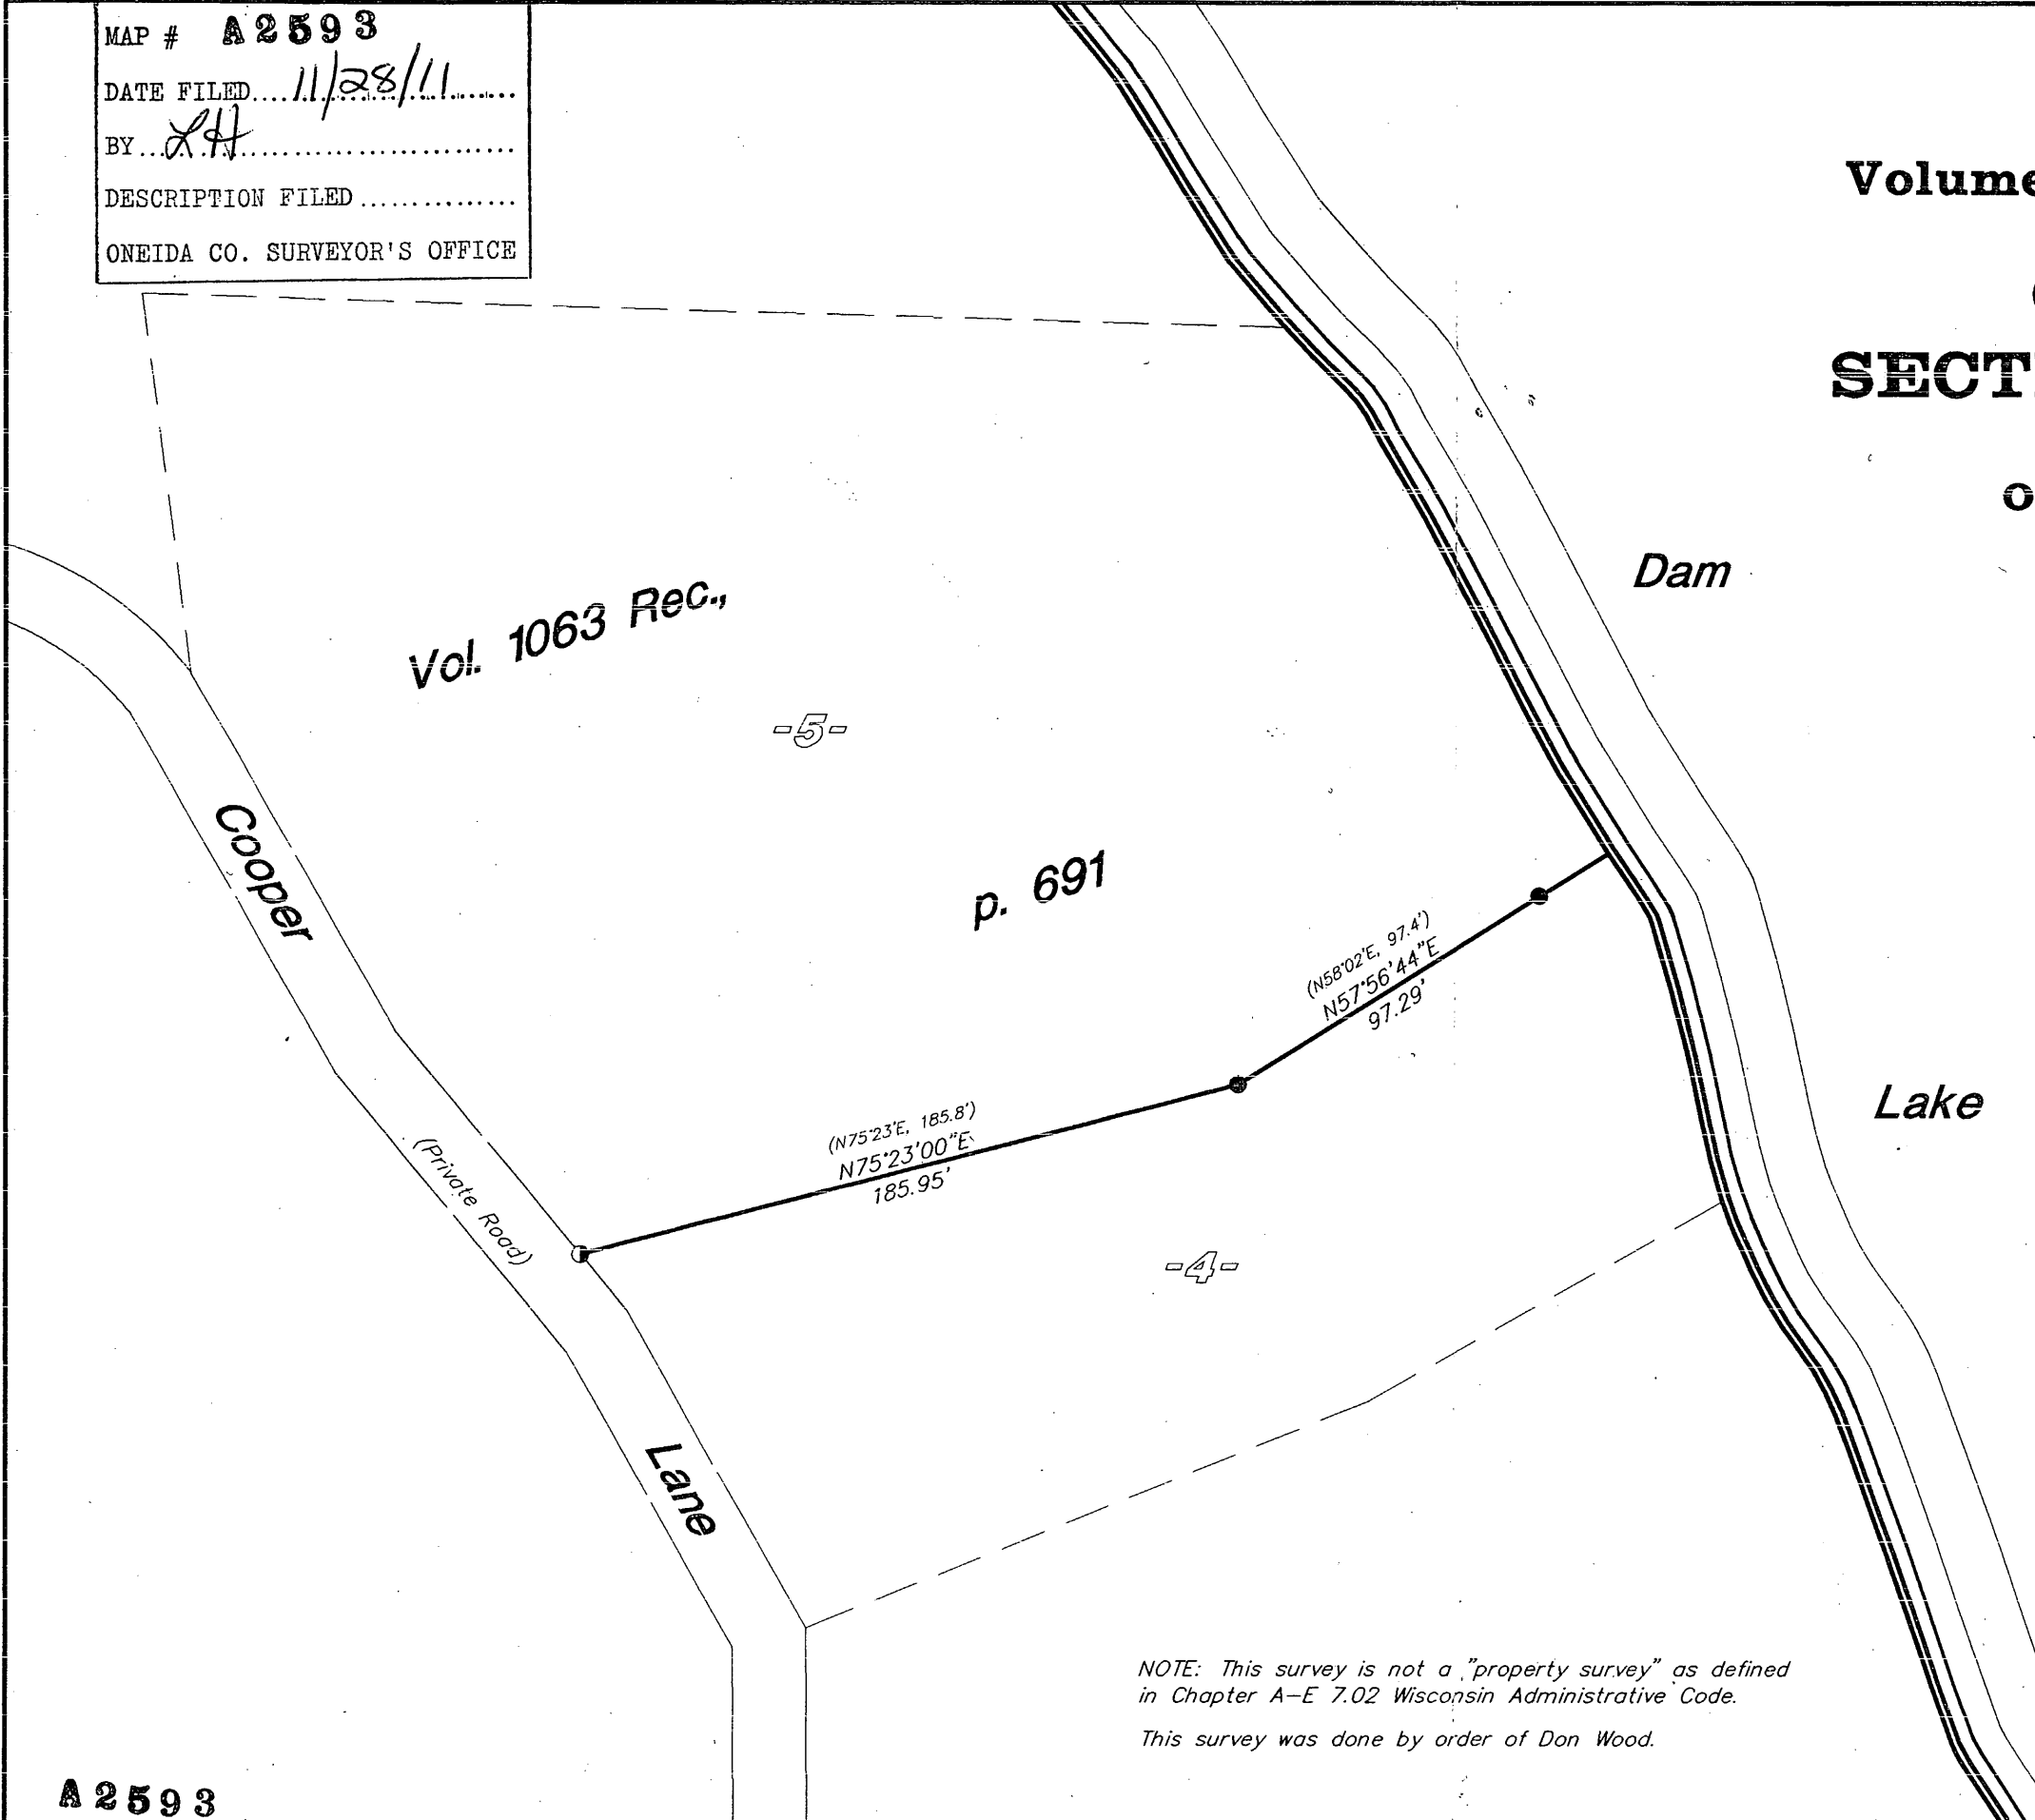 MAP # A2593
DATE FILED....11/28/11.......
BY...LH..............................
DESCRIPTION FILED...............
ONEIDA CO. SURVEYOR'S OFFICE
Volume
SECT
o
Dam
Vol. 1063 Rec.,
-5-
Cooper
p. 691
(N58°02'E, 97.4')
N57°56'44"E
97.29'
Lake
(N75°23'E, 185.8')
N75°23'00"E
185.95'
(Private Road)
-4-
Lane
NOTE: This survey is not a "property survey" as defined
in Chapter A-E 7.02 Wisconsin Administrative Code.
This survey was done by order of Don Wood.
A2593